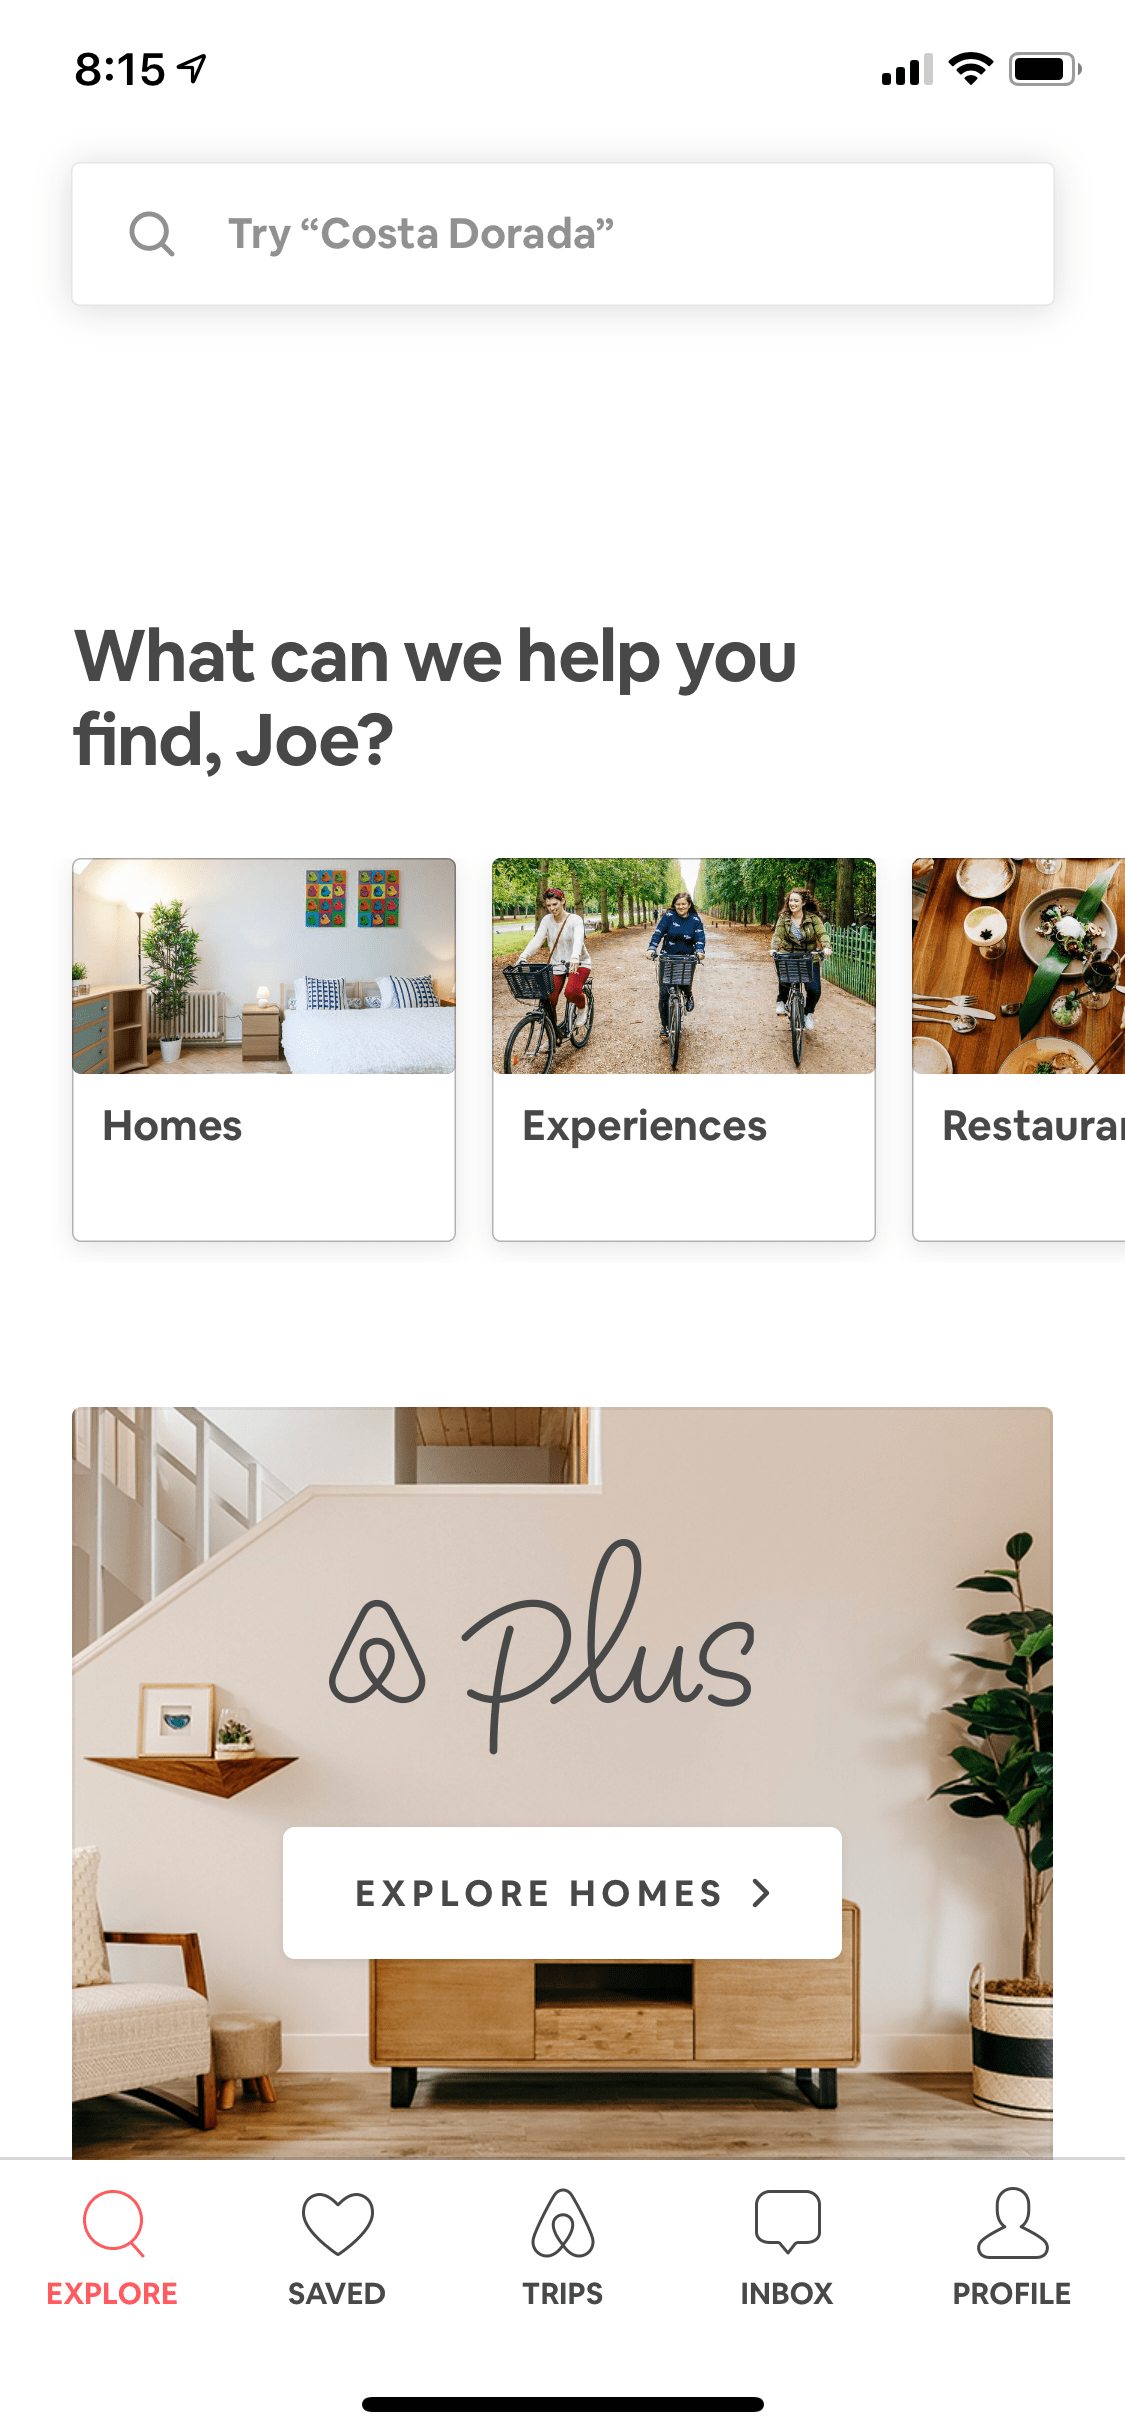 8:15
Try “Costa Dorada”
What can we help you
find, Joe?
Homes
Experiences
plus
EXPLORE HOMES
EXPLORE
SAVED
TRIPS
INBOX
PROFILE